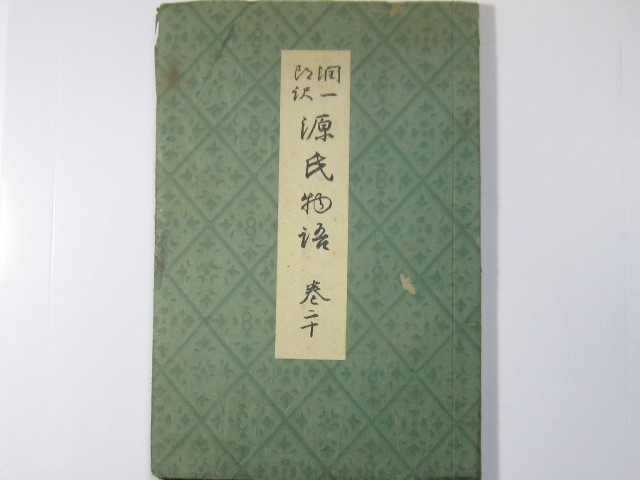 潤一
郎訳
源氏物語 巻二十